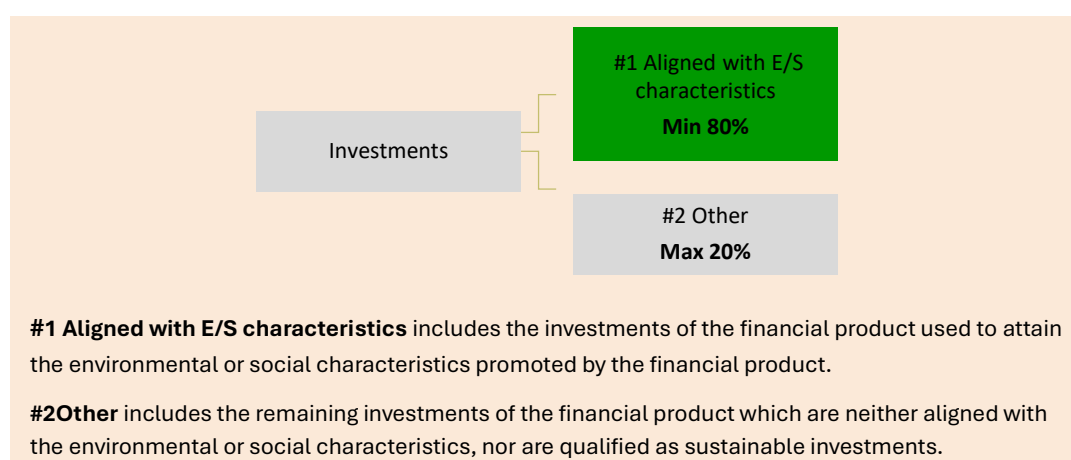 #1 Aligned with E/S
characteristics
Min 80%
Investments
#2 Other
Max 20%
#1 Aligned with E/S characteristics includes the investments of the financial product used to attain
the environmental or social characteristics promoted by the financial product.
#2Other includes the remaining investments of the financial product which are neither aligned with
the environmental or social characteristics, nor are qualified as sustainable investments.